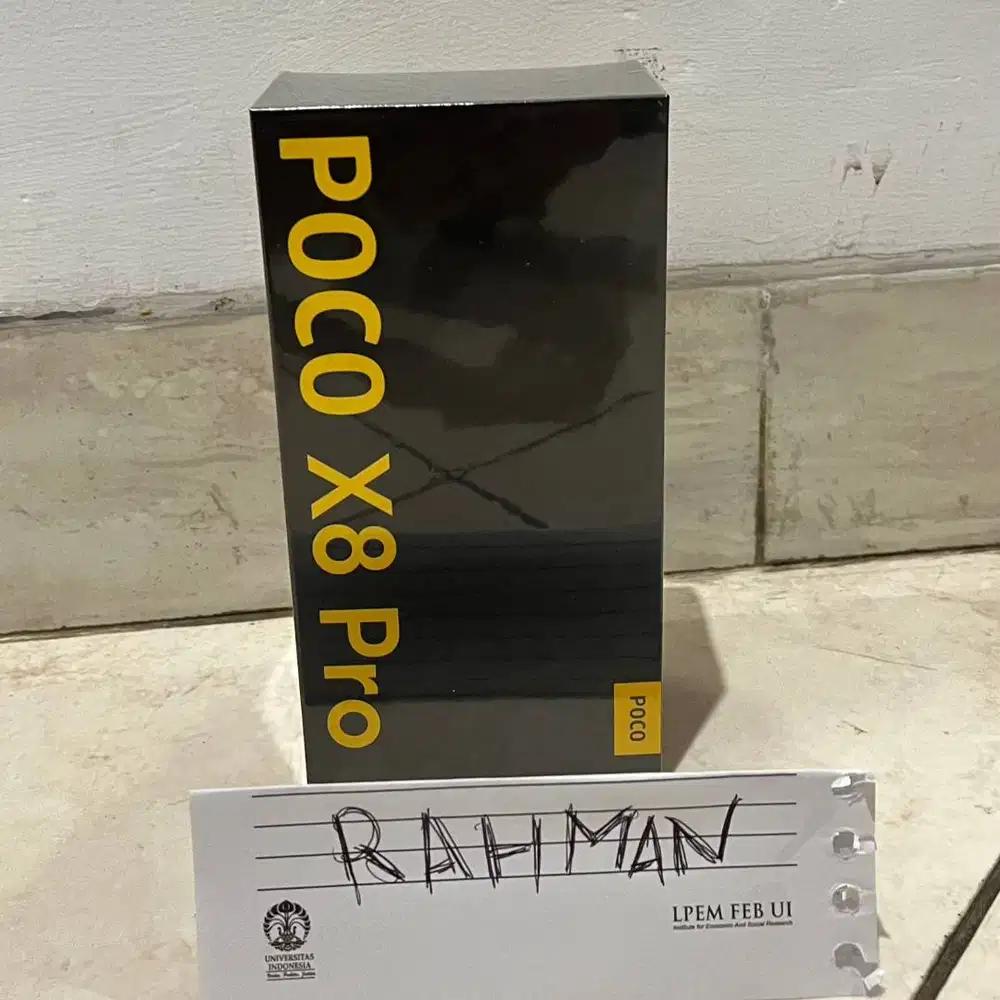 POCO X8 Pro
POCO
RAHMAN
UNIVERSITAS
INDONESIA
LPEM FEB UI
Institute for Economic And Social Research